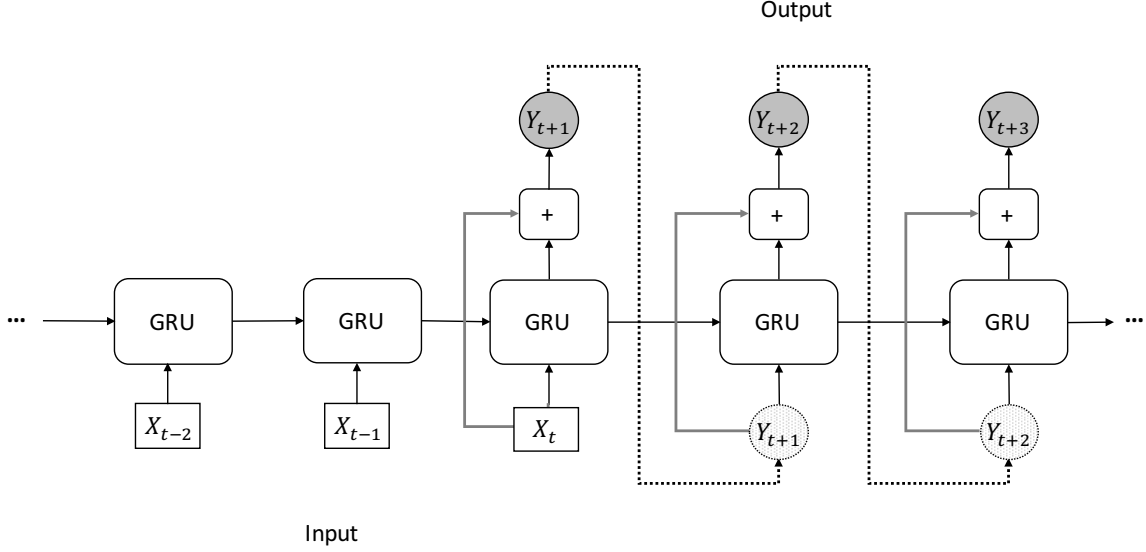 Output
Y_{t+1} Y_{t+2} Y_{t+3}
+ + +
... GRU GRU GRU GRU GRU ...
X_{t−2} X_{t−1} X_t Y_{t+1} Y_{t+2}
Input